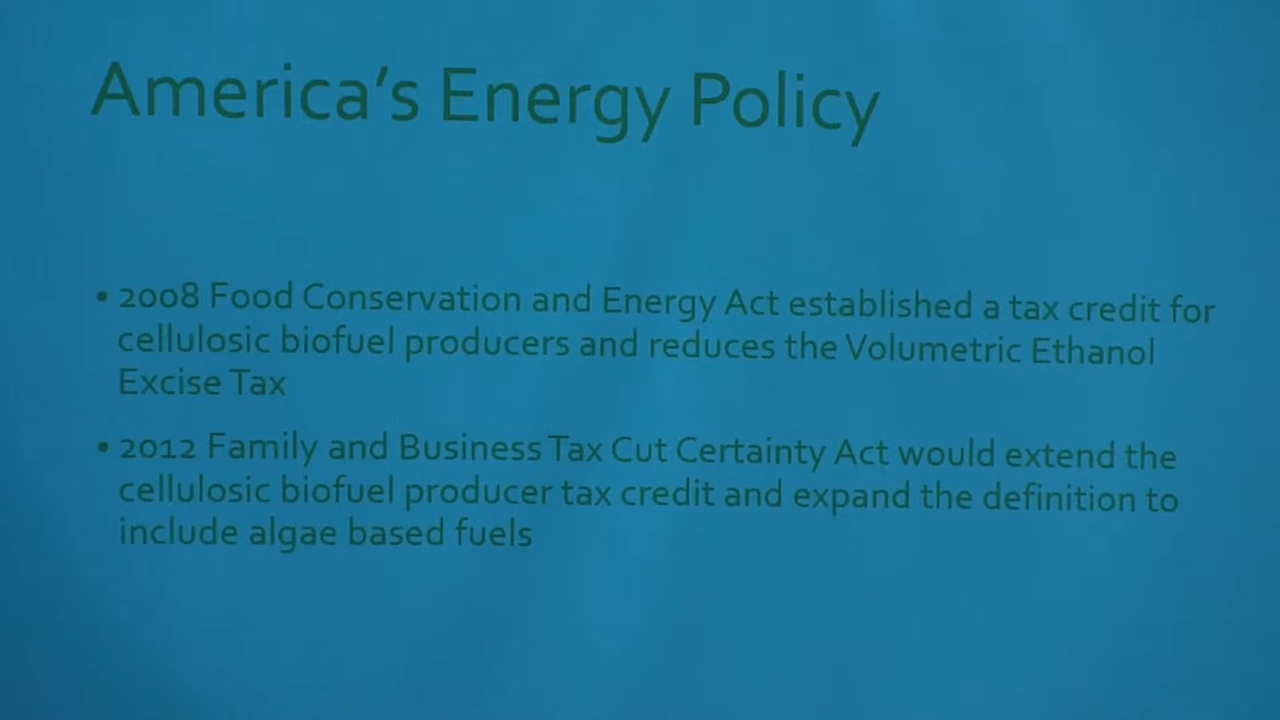 America's Energy Policy
• 2008 Food Conservation and Energy Act established a tax credit for
cellulosic biofuel producers and reduces the Volumetric Ethanol
Excise Tax
• 2012 Family and Business Tax Cut Certainty Act would extend the
cellulosic biofuel producer tax credit and expand the definition to
include algae based fuels